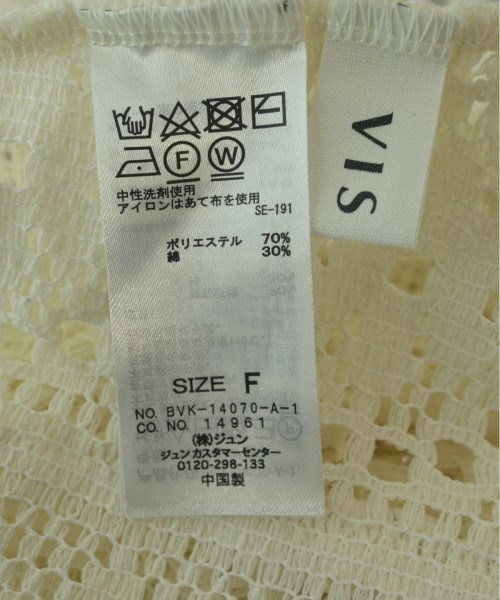 F
W
中性洗剤使用
アイロンはあて布を使用
SE-191
ポリエステル 70%
綿 30%
SIZE F
NO. BVK-14070-A-1
CO. NO. 14961
(株)ジュン
ジュン カスタマーセンター
0120-298-133
中国製
VIS